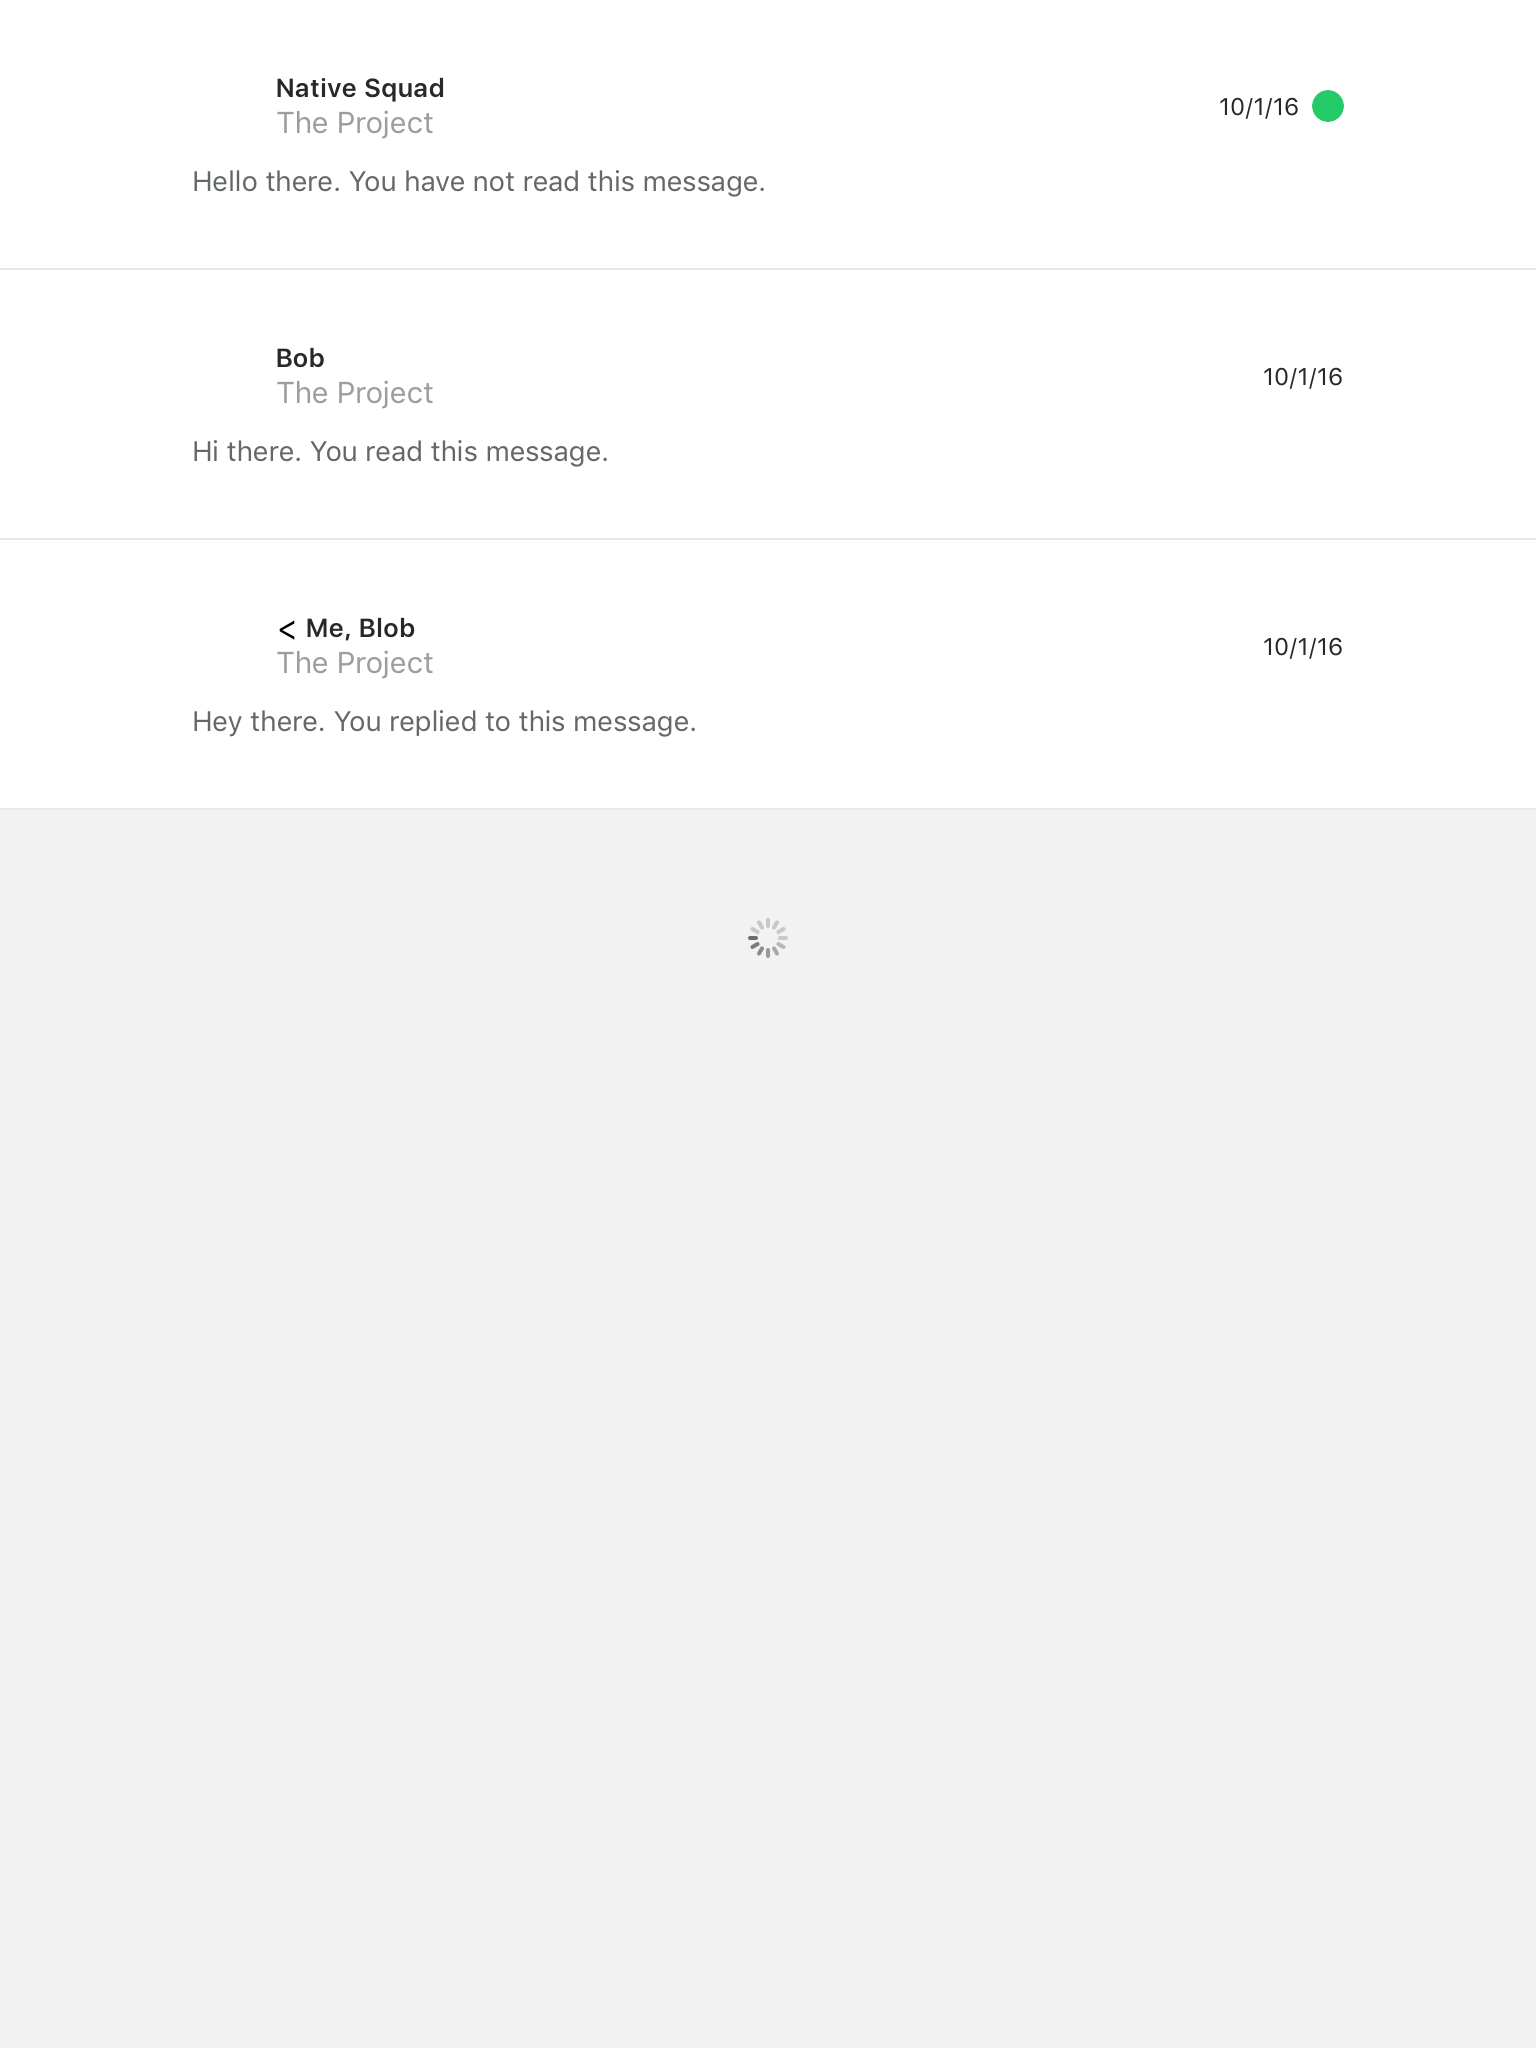 Native Squad
The Project
10/1/16
Hello there. You have not read this message.
Bob
The Project
10/1/16
Hi there. You read this message.
< Me, Blob
The Project
10/1/16
Hey there. You replied to this message.